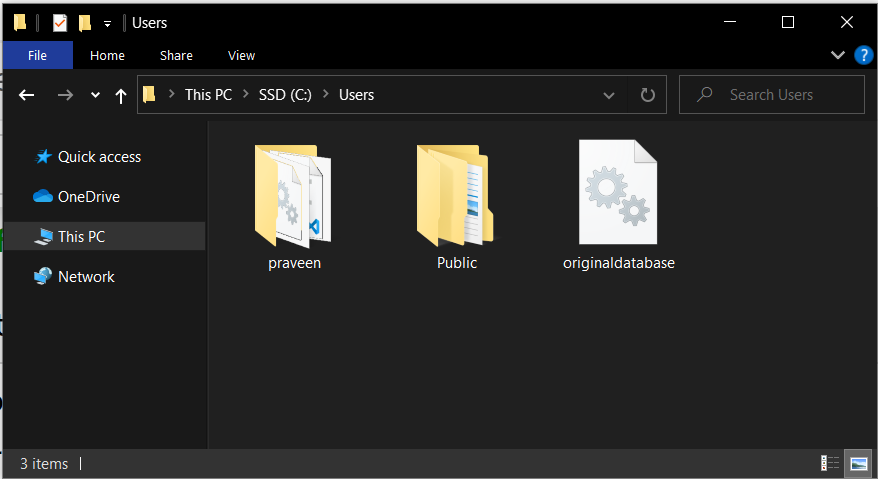 Users
File Home Share View
This PC SSD (C:) Users
Search Users
Quick access
OneDrive
This PC
Network
praveen Public originaldatabase
3 items